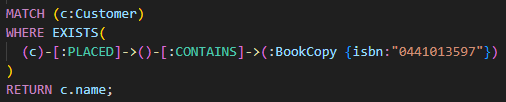 MATCH (c:Customer)
WHERE EXISTS(
  (c)-[:PLACED]->()-[:CONTAINS]->(:BookCopy {isbn:"0441013597"})
)
RETURN c.name;